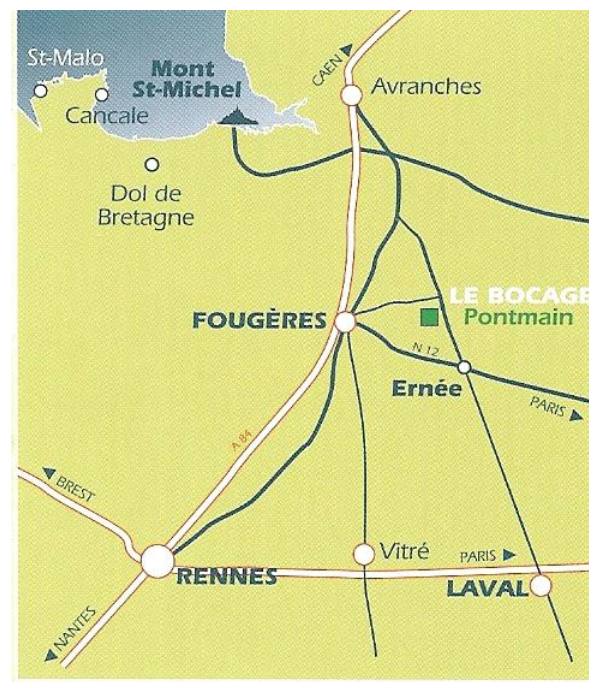 St-Malo
Mont
St-Michel
CAEN
Avranches
Cancale
Dol de
Bretagne
LE BOCAGE
Pontmain
FOUGÈRES
N 12
Ernée
PARIS
A 84
BREST
Vitré
PARIS
RENNES
LAVAL
NANTES